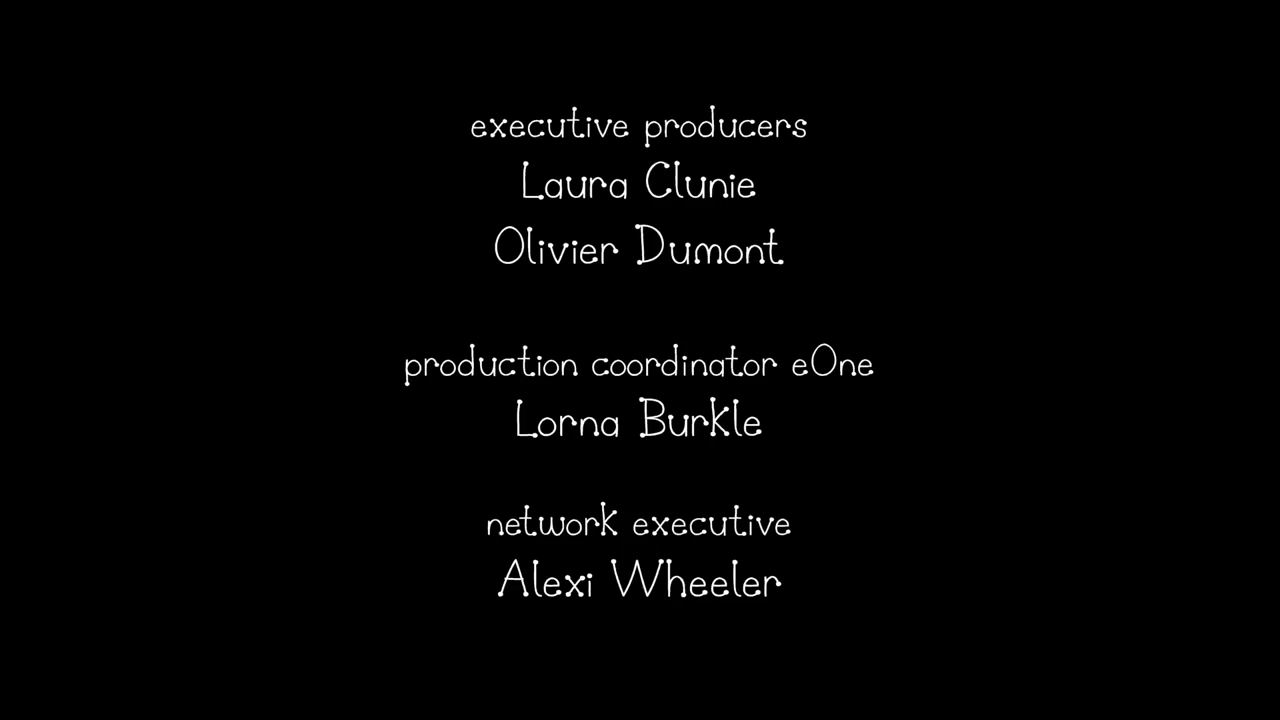 executive producers
Laura Clunie
Olivier Dumont
production coordinator eOne
Lorna Burkle
network executive
Alexi Wheeler